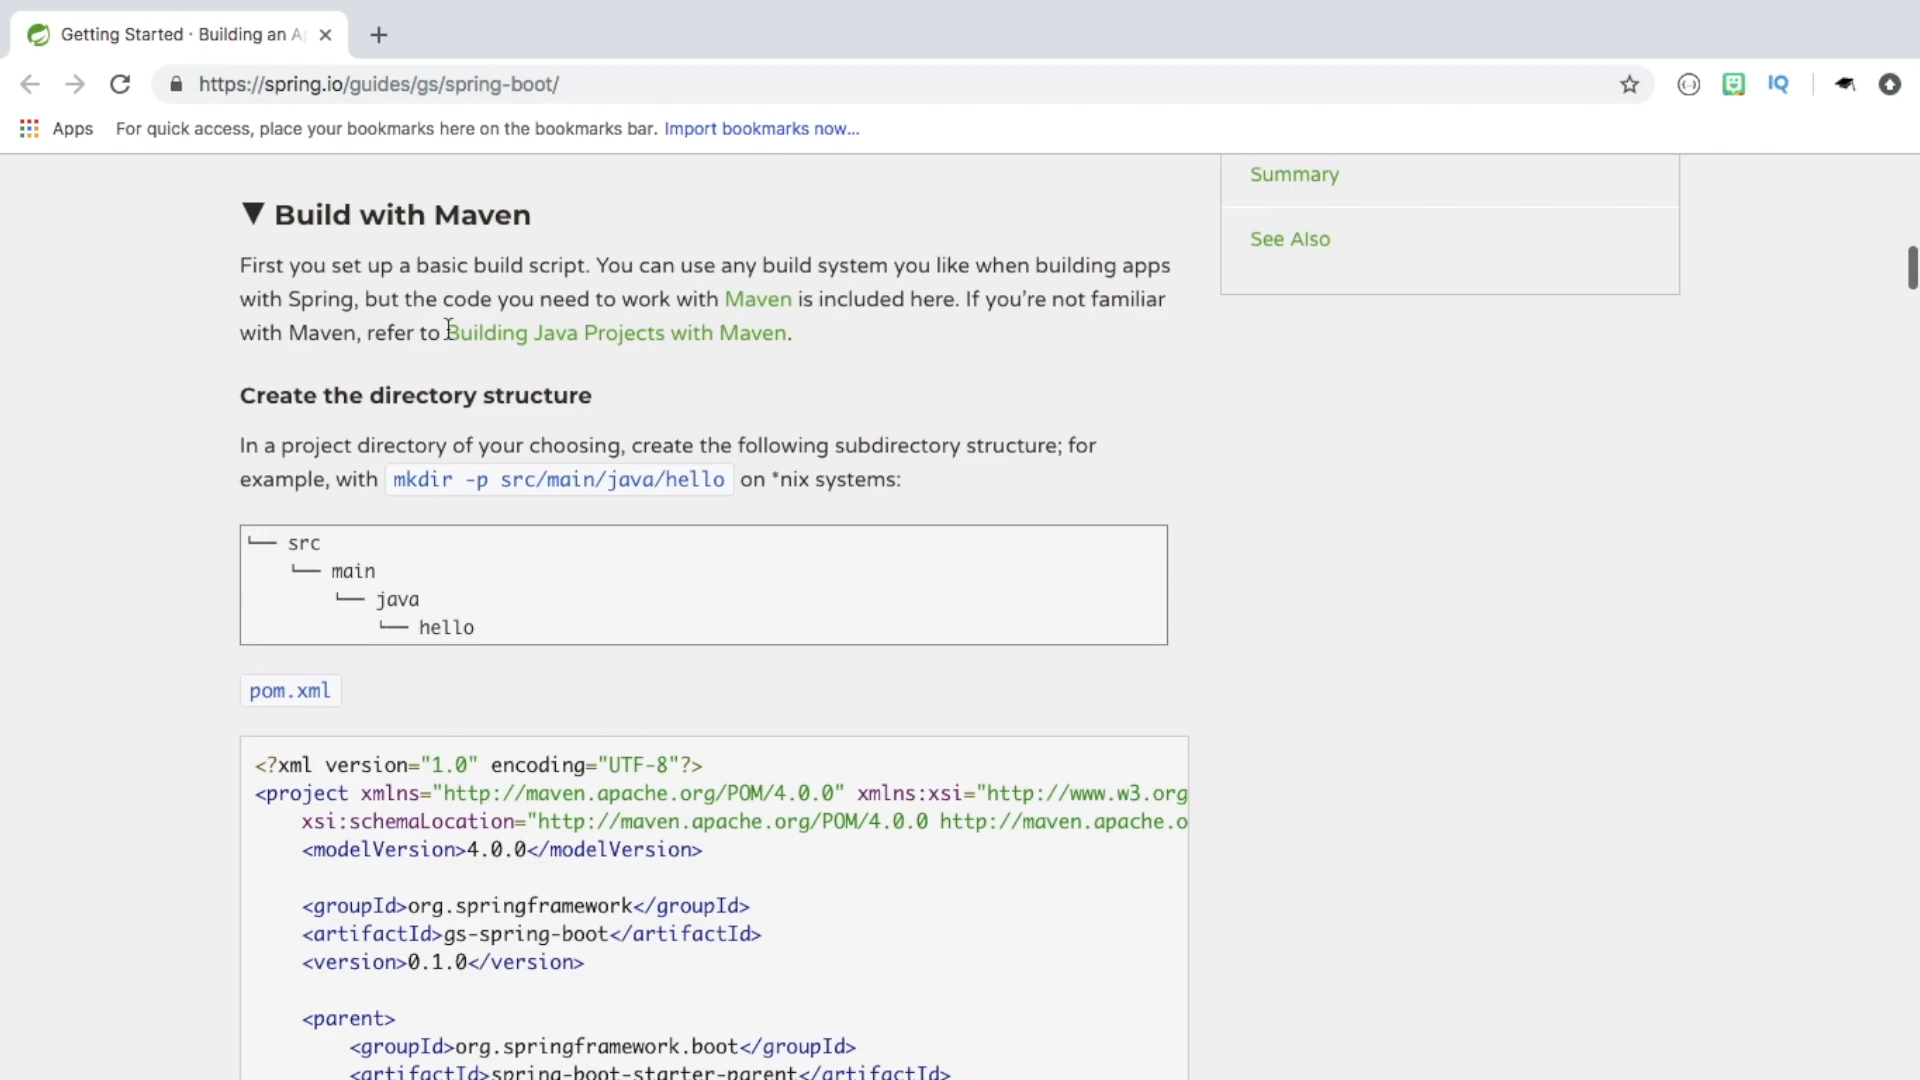 Getting Started · Building an A
https://spring.io/guides/gs/spring-boot/
IQ
Apps For quick access, place your bookmarks here on the bookmarks bar. Import bookmarks now...
Summary
See Also
▼ Build with Maven
First you set up a basic build script. You can use any build system you like when building apps
with Spring, but the code you need to work with Maven is included here. If you're not familiar
with Maven, refer to Building Java Projects with Maven.
Create the directory structure
In a project directory of your choosing, create the following subdirectory structure; for
example, with mkdir -p src/main/java/hello on *nix systems:
└── src
    └── main
        └── java
            └── hello
pom.xml
<?xml version="1.0" encoding="UTF-8"?>
<project xmlns="http://maven.apache.org/POM/4.0.0" xmlns:xsi="http://www.w3.org
    xsi:schemaLocation="http://maven.apache.org/POM/4.0.0 http://maven.apache.o
    <modelVersion>4.0.0</modelVersion>
    <groupId>org.springframework</groupId>
    <artifactId>gs-spring-boot</artifactId>
    <version>0.1.0</version>
    <parent>
        <groupId>org.springframework.boot</groupId>
        <artifactId>spring-boot-starter-parent</artifactId>